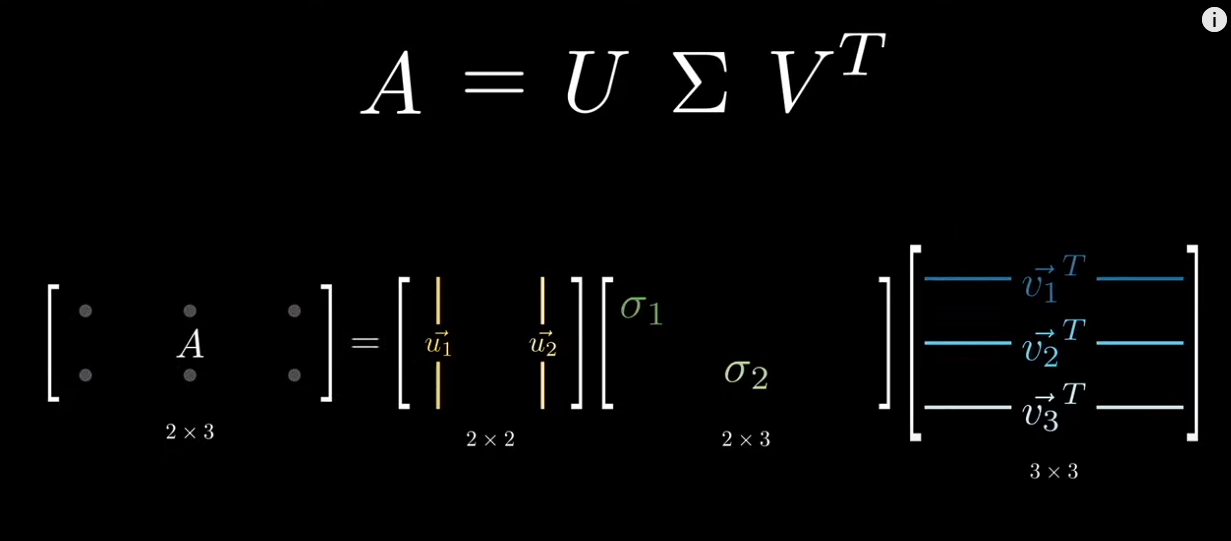 A = U Σ V^T
[ A ] = [ u⃗₁ u⃗₂ ] [ σ₁ σ₂ ] [ v⃗₁^T v⃗₂^T v⃗₃^T ]
2 × 3 2 × 2 2 × 3 3 × 3
i